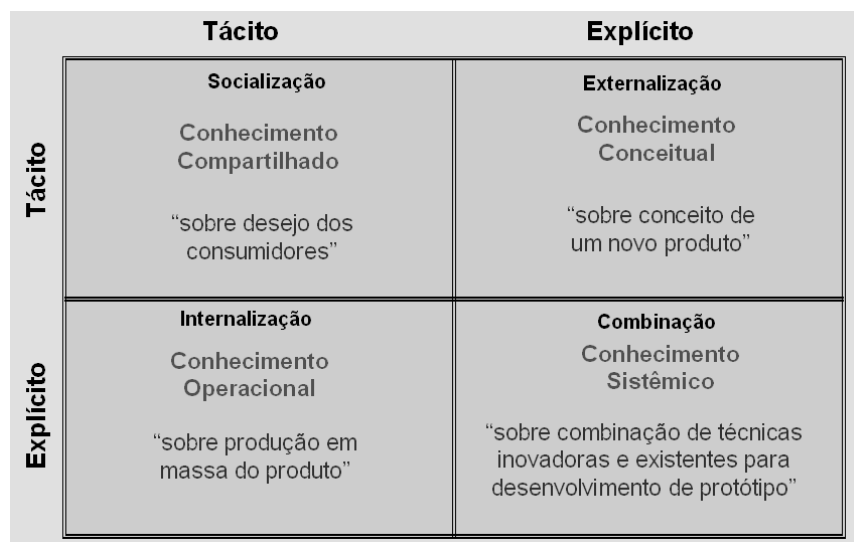 Tácito
Explícito
Tácito
Socialização
Conhecimento
Compartilhado
“sobre desejo dos
consumidores”
Externalização
Conhecimento
Conceitual
“sobre conceito de
um novo produto”
Explícito
Internalização
Conhecimento
Operacional
“sobre produção em
massa do produto”
Combinação
Conhecimento
Sistêmico
“sobre combinação de técnicas
inovadoras e existentes para
desenvolvimento de protótipo”